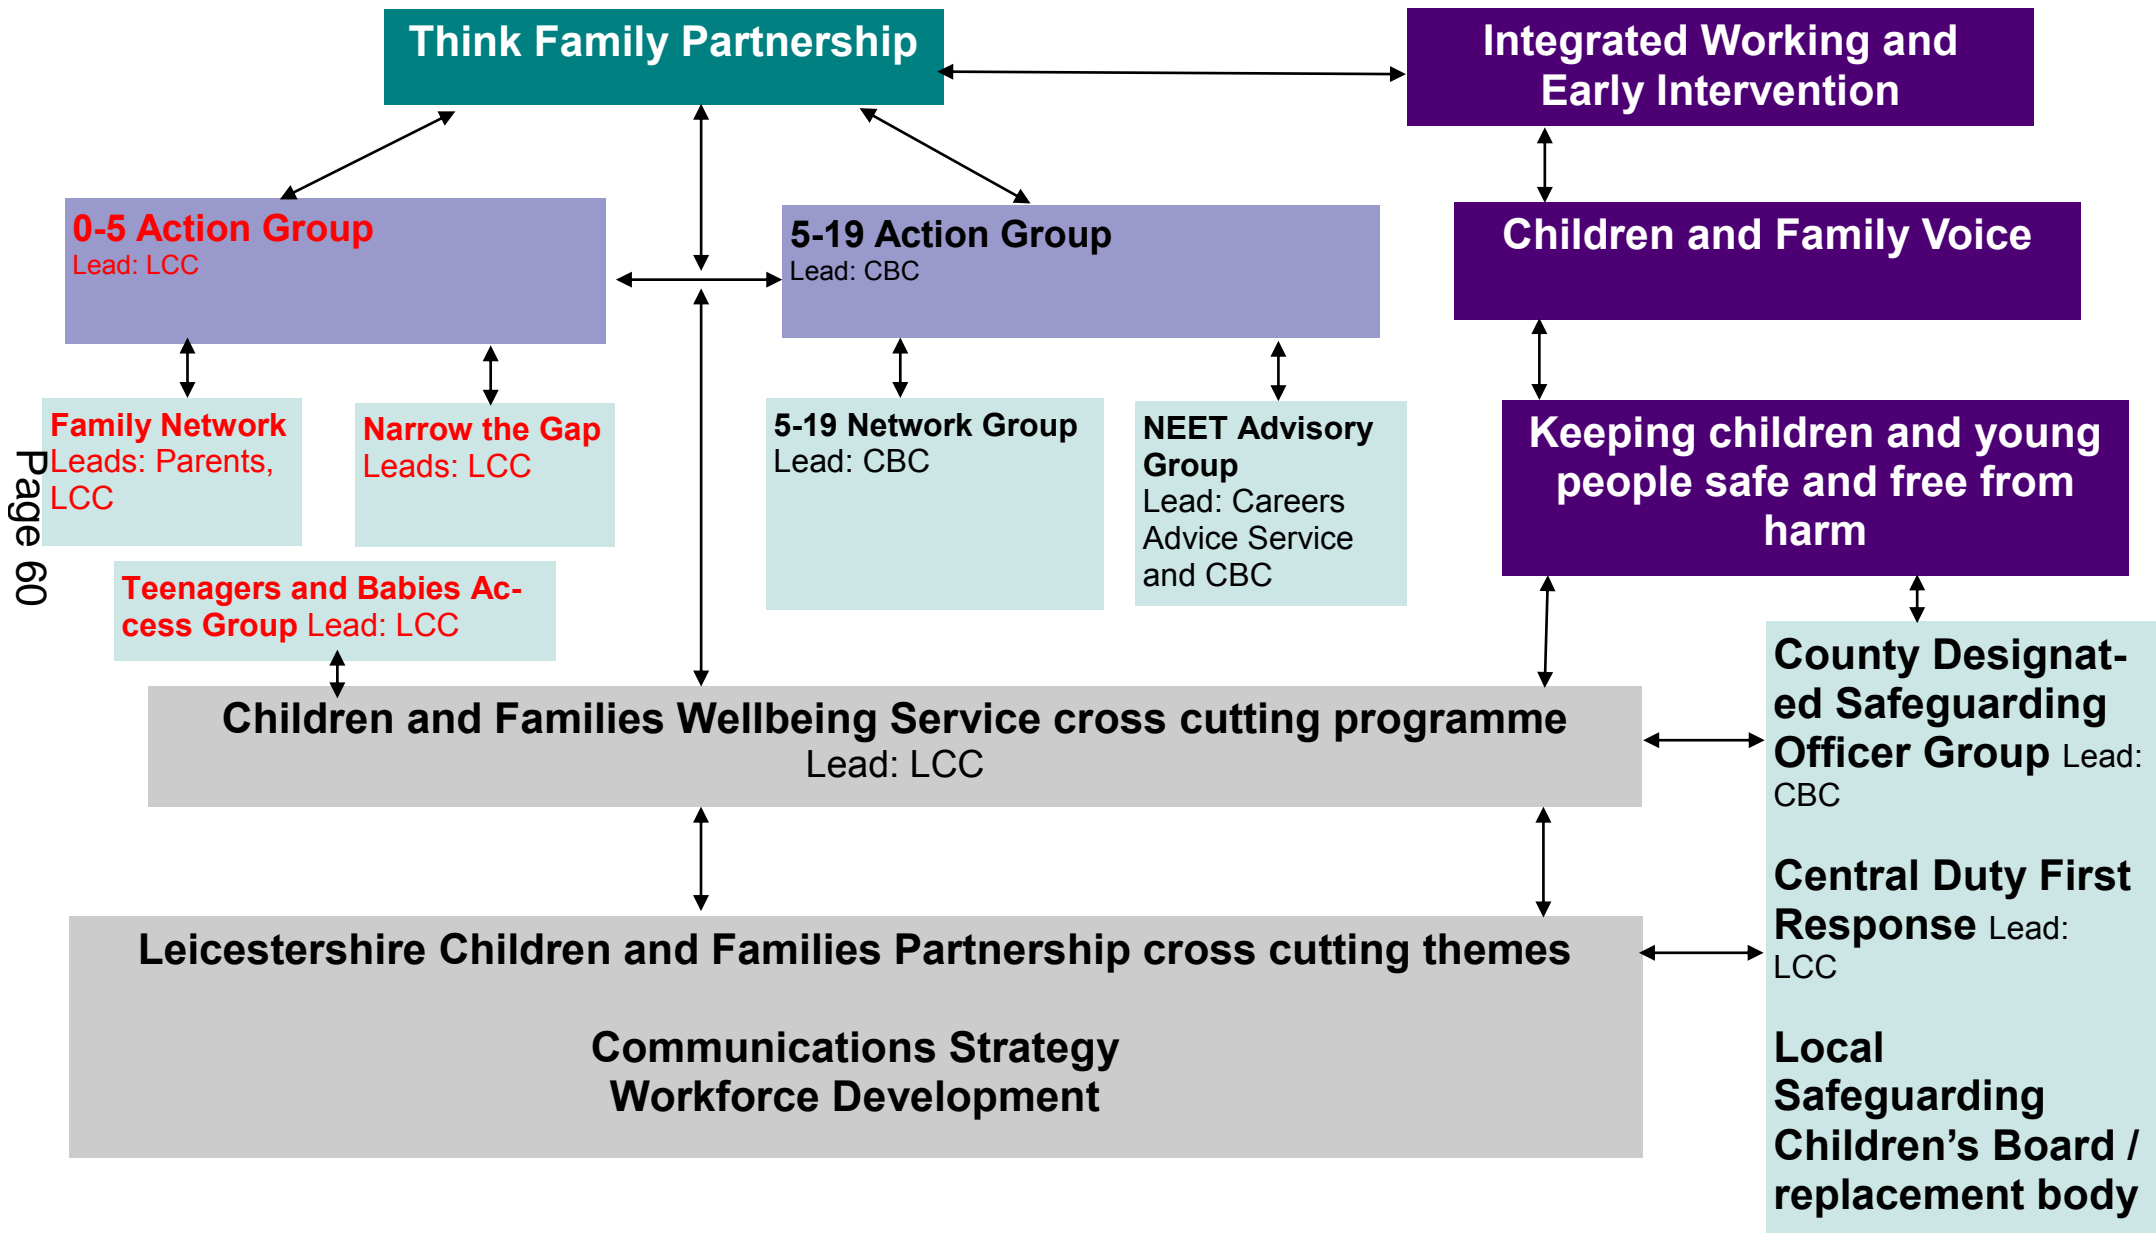 Think Family Partnership
Integrated Working and
Early Intervention
0-5 Action Group
Lead: LCC
5-19 Action Group
Lead: CBC
Children and Family Voice
Family Network
Leads: Parents,
LCC
Narrow the Gap
Leads: LCC
5-19 Network Group
Lead: CBC
NEET Advisory
Group
Lead: Careers
Advice Service
and CBC
Keeping children and young
people safe and free from
harm
Page 60
Teenagers and Babies Ac-
cess Group Lead: LCC
Children and Families Wellbeing Service cross cutting programme
Lead: LCC
County Designat-
ed Safeguarding
Officer Group Lead:
CBC
Central Duty First
Response Lead:
LCC
Local
Safeguarding
Children’s Board /
replacement body
Leicestershire Children and Families Partnership cross cutting themes
Communications Strategy
Workforce Development